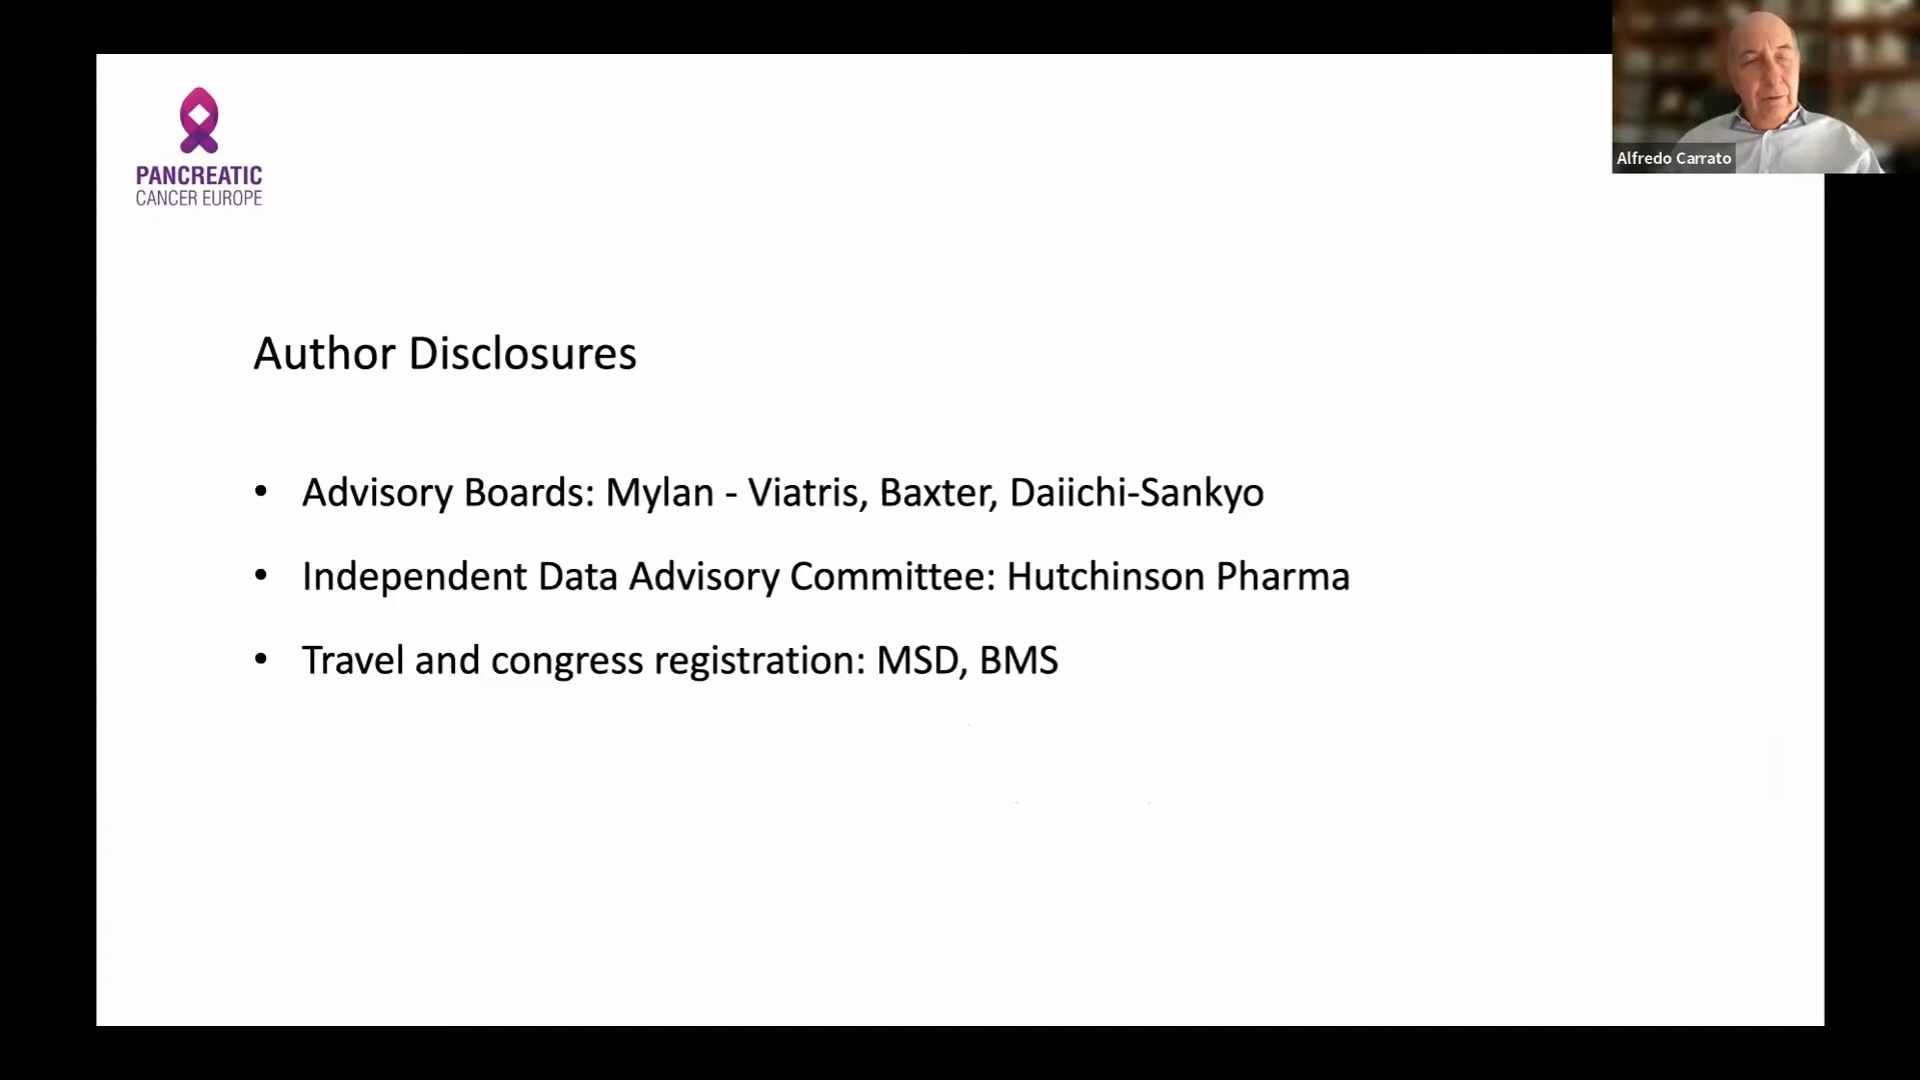 Alfredo Carrato
PANCREATIC
CANCER EUROPE
Author Disclosures
• Advisory Boards: Mylan - Viatris, Baxter, Daiichi-Sankyo
• Independent Data Advisory Committee: Hutchinson Pharma
• Travel and congress registration: MSD, BMS